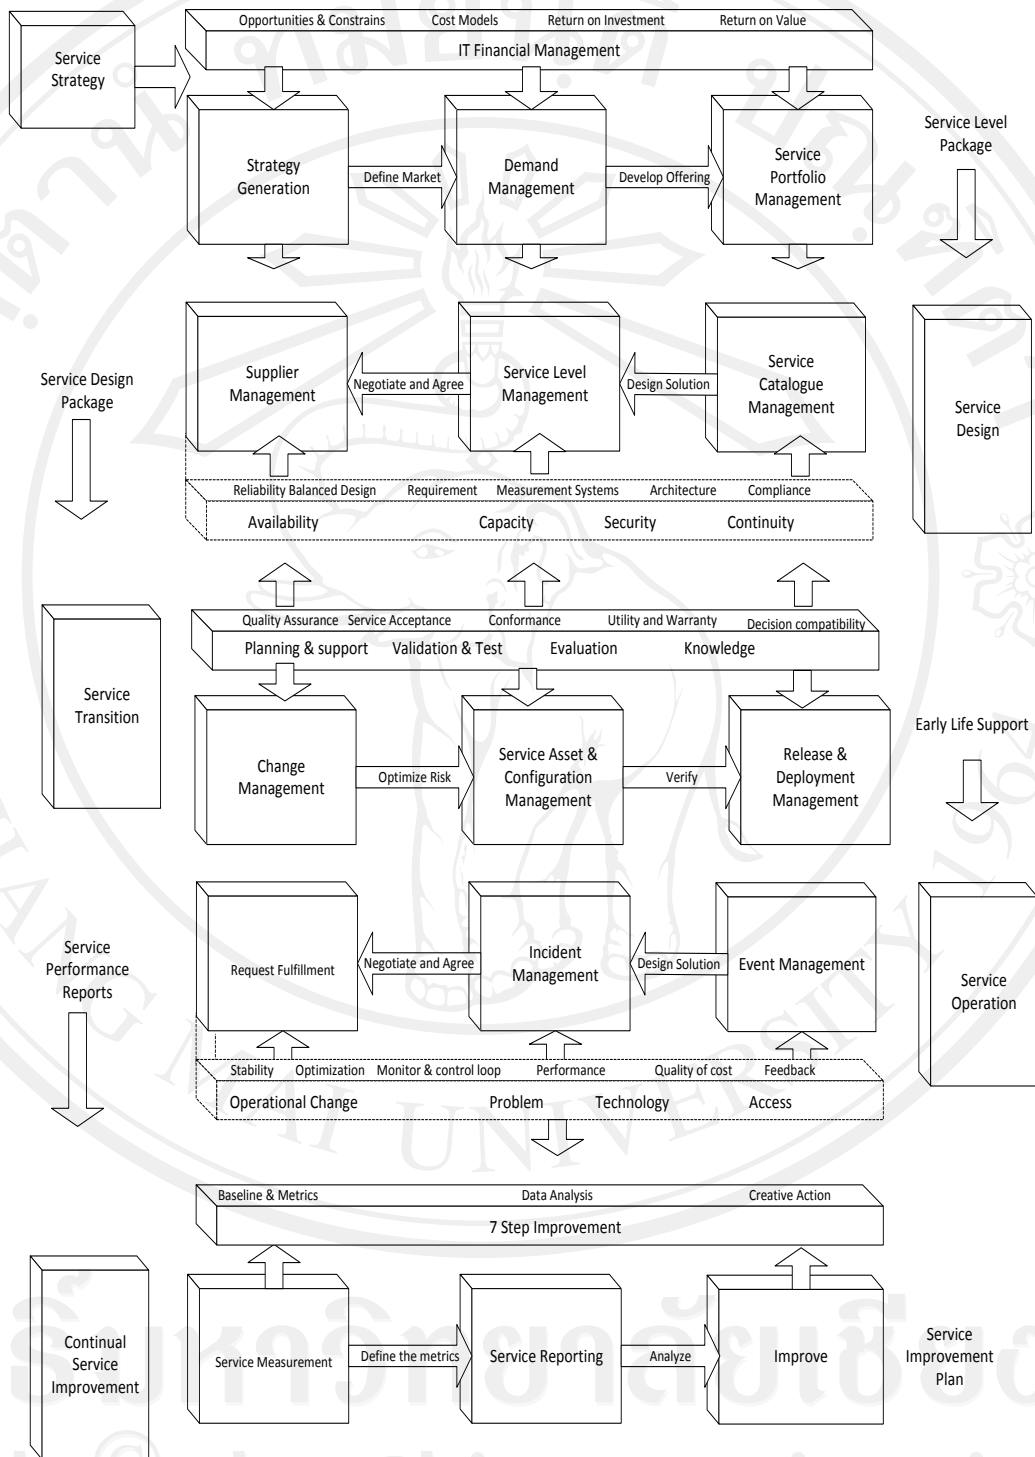 Opportunities & Constrains Cost Models Return on Investment Return on Value
IT Financial Management
Service
Strategy
Strategy
Generation
Define Market
Demand
Management
Develop Offering
Service
Portfolio
Management
Service Level
Package
Service Design
Package
Supplier
Management
Negotiate and Agree
Service Level
Management
Design Solution
Service
Catalogue
Management
Service
Design
Reliability Balanced Design Requirement Measurement Systems Architecture Compliance
Availability Capacity Security Continuity
Service
Transition
Quality Assurance Service Acceptance Conformance Utility and Warranty Decision compatibility
Planning & support Validation & Test Evaluation Knowledge
Change
Management
Optimize Risk
Service Asset &
Configuration
Management
Verify
Release &
Deployment
Management
Early Life Support
Service
Performance
Reports
Request Fulfillment
Negotiate and Agree
Incident
Management
Design Solution
Event Management
Service
Operation
Stability Optimization Monitor & control loop Performance Quality of cost Feedback
Operational Change Problem Technology Access
Baseline & Metrics Data Analysis Creative Action
7 Step Improvement
Continual
Service
Improvement
Service Measurement
Define the metrics
Service Reporting
Analyze
Improve
Service
Improvement
Plan
MAI UNIVERSITY 1964